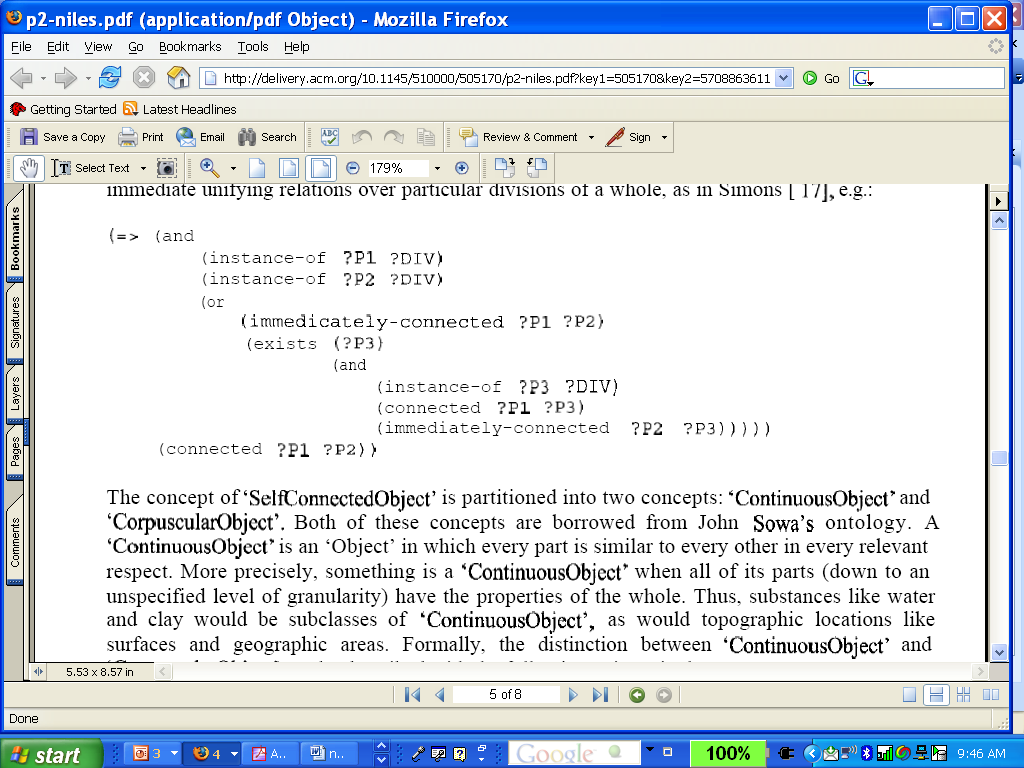 p2-niles.pdf (application/pdf Object) - Mozilla Firefox
File Edit View Go Bookmarks Tools Help
http://delivery.acm.org/10.1145/510000/505170/p2-niles.pdf?key1=505170&key2=5708863611 Go G
Getting Started Latest Headlines
Save a Copy Print Email Search Review & Comment Sign
Select Text 179%
immediate unifying relations over particular divisions of a whole, as in Simons [ 17], e.g.:
(=> (and
(instance-of ?P1 ?DIV)
(instance-of ?P2 ?DIV)
(or
(immedicately-connected ?P1 ?P2)
(exists (?P3)
(and
(instance-of ?P3 ?DIV)
(connected ?P1 ?P3)
(immediately-connected ?P2 ?P3)))))
(connected ?P1 ?P2))
The concept of ‘SelfConnectedObject’ is partitioned into two concepts: ‘ContinuousObject’ and
‘CorpuscularObject’. Both of these concepts are borrowed from John Sowa’s ontology. A
‘ContinuousObject’ is an ‘Object’ in which every part is similar to every other in every relevant
respect. More precisely, something is a ‘ContinuousObject’ when all of its parts (down to an
unspecified level of granularity) have the properties of the whole. Thus, substances like water
and clay would be subclasses of ‘ContinuousObject’, as would topographic locations like
surfaces and geographic areas. Formally, the distinction between ‘ContinuousObject’ and
Bookmarks
Signatures
Layers
Pages
Comments
5.53 x 8.57 in
5 of 8
Done
start 3 4 A.. n.. Google 100% 9:46 AM